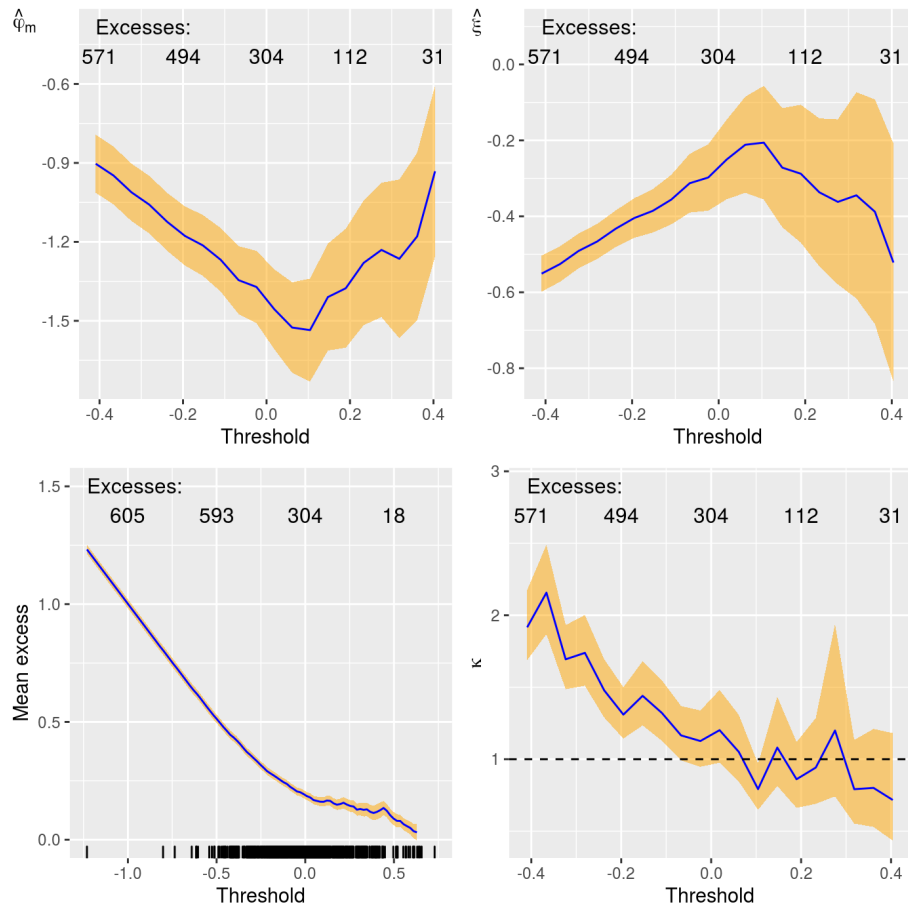 φ̂m
Excesses:
571 494 304 112 31
-0.6
-0.9
-1.2
-1.5
-0.4 -0.2 0.0 0.2 0.4
Threshold
ξ̂
Excesses:
571 494 304 112 31
0.0
-0.2
-0.4
-0.6
-0.8
-0.4 -0.2 0.0 0.2 0.4
Threshold
Mean excess
Excesses:
605 593 304 18
1.5
1.0
0.5
0.0
-1.0 -0.5 0.0 0.5
Threshold
κ
Excesses:
571 494 304 112 31
3
2
1
-0.4 -0.2 0.0 0.2 0.4
Threshold